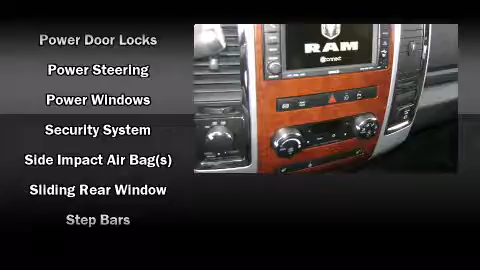 Power Door Locks
Power Steering
Power Windows
Security System
Side Impact Air Bag(s)
Sliding Rear Window
Step Bars
RAM